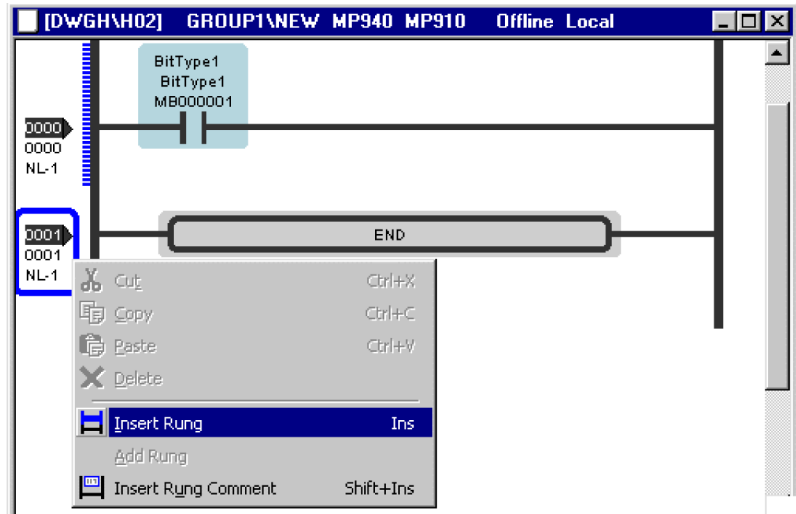 [DWGH\H02] GROUP1\NEW MP940 MP910 Offline Local
BitType1
BitType1
MB000001
0000
0000
NL-1
0001
0001
NL-1
END
Cut Ctrl+X
Copy Ctrl+C
Paste Ctrl+V
Delete
Insert Rung Ins
Add Rung
Insert Rung Comment Shift+Ins